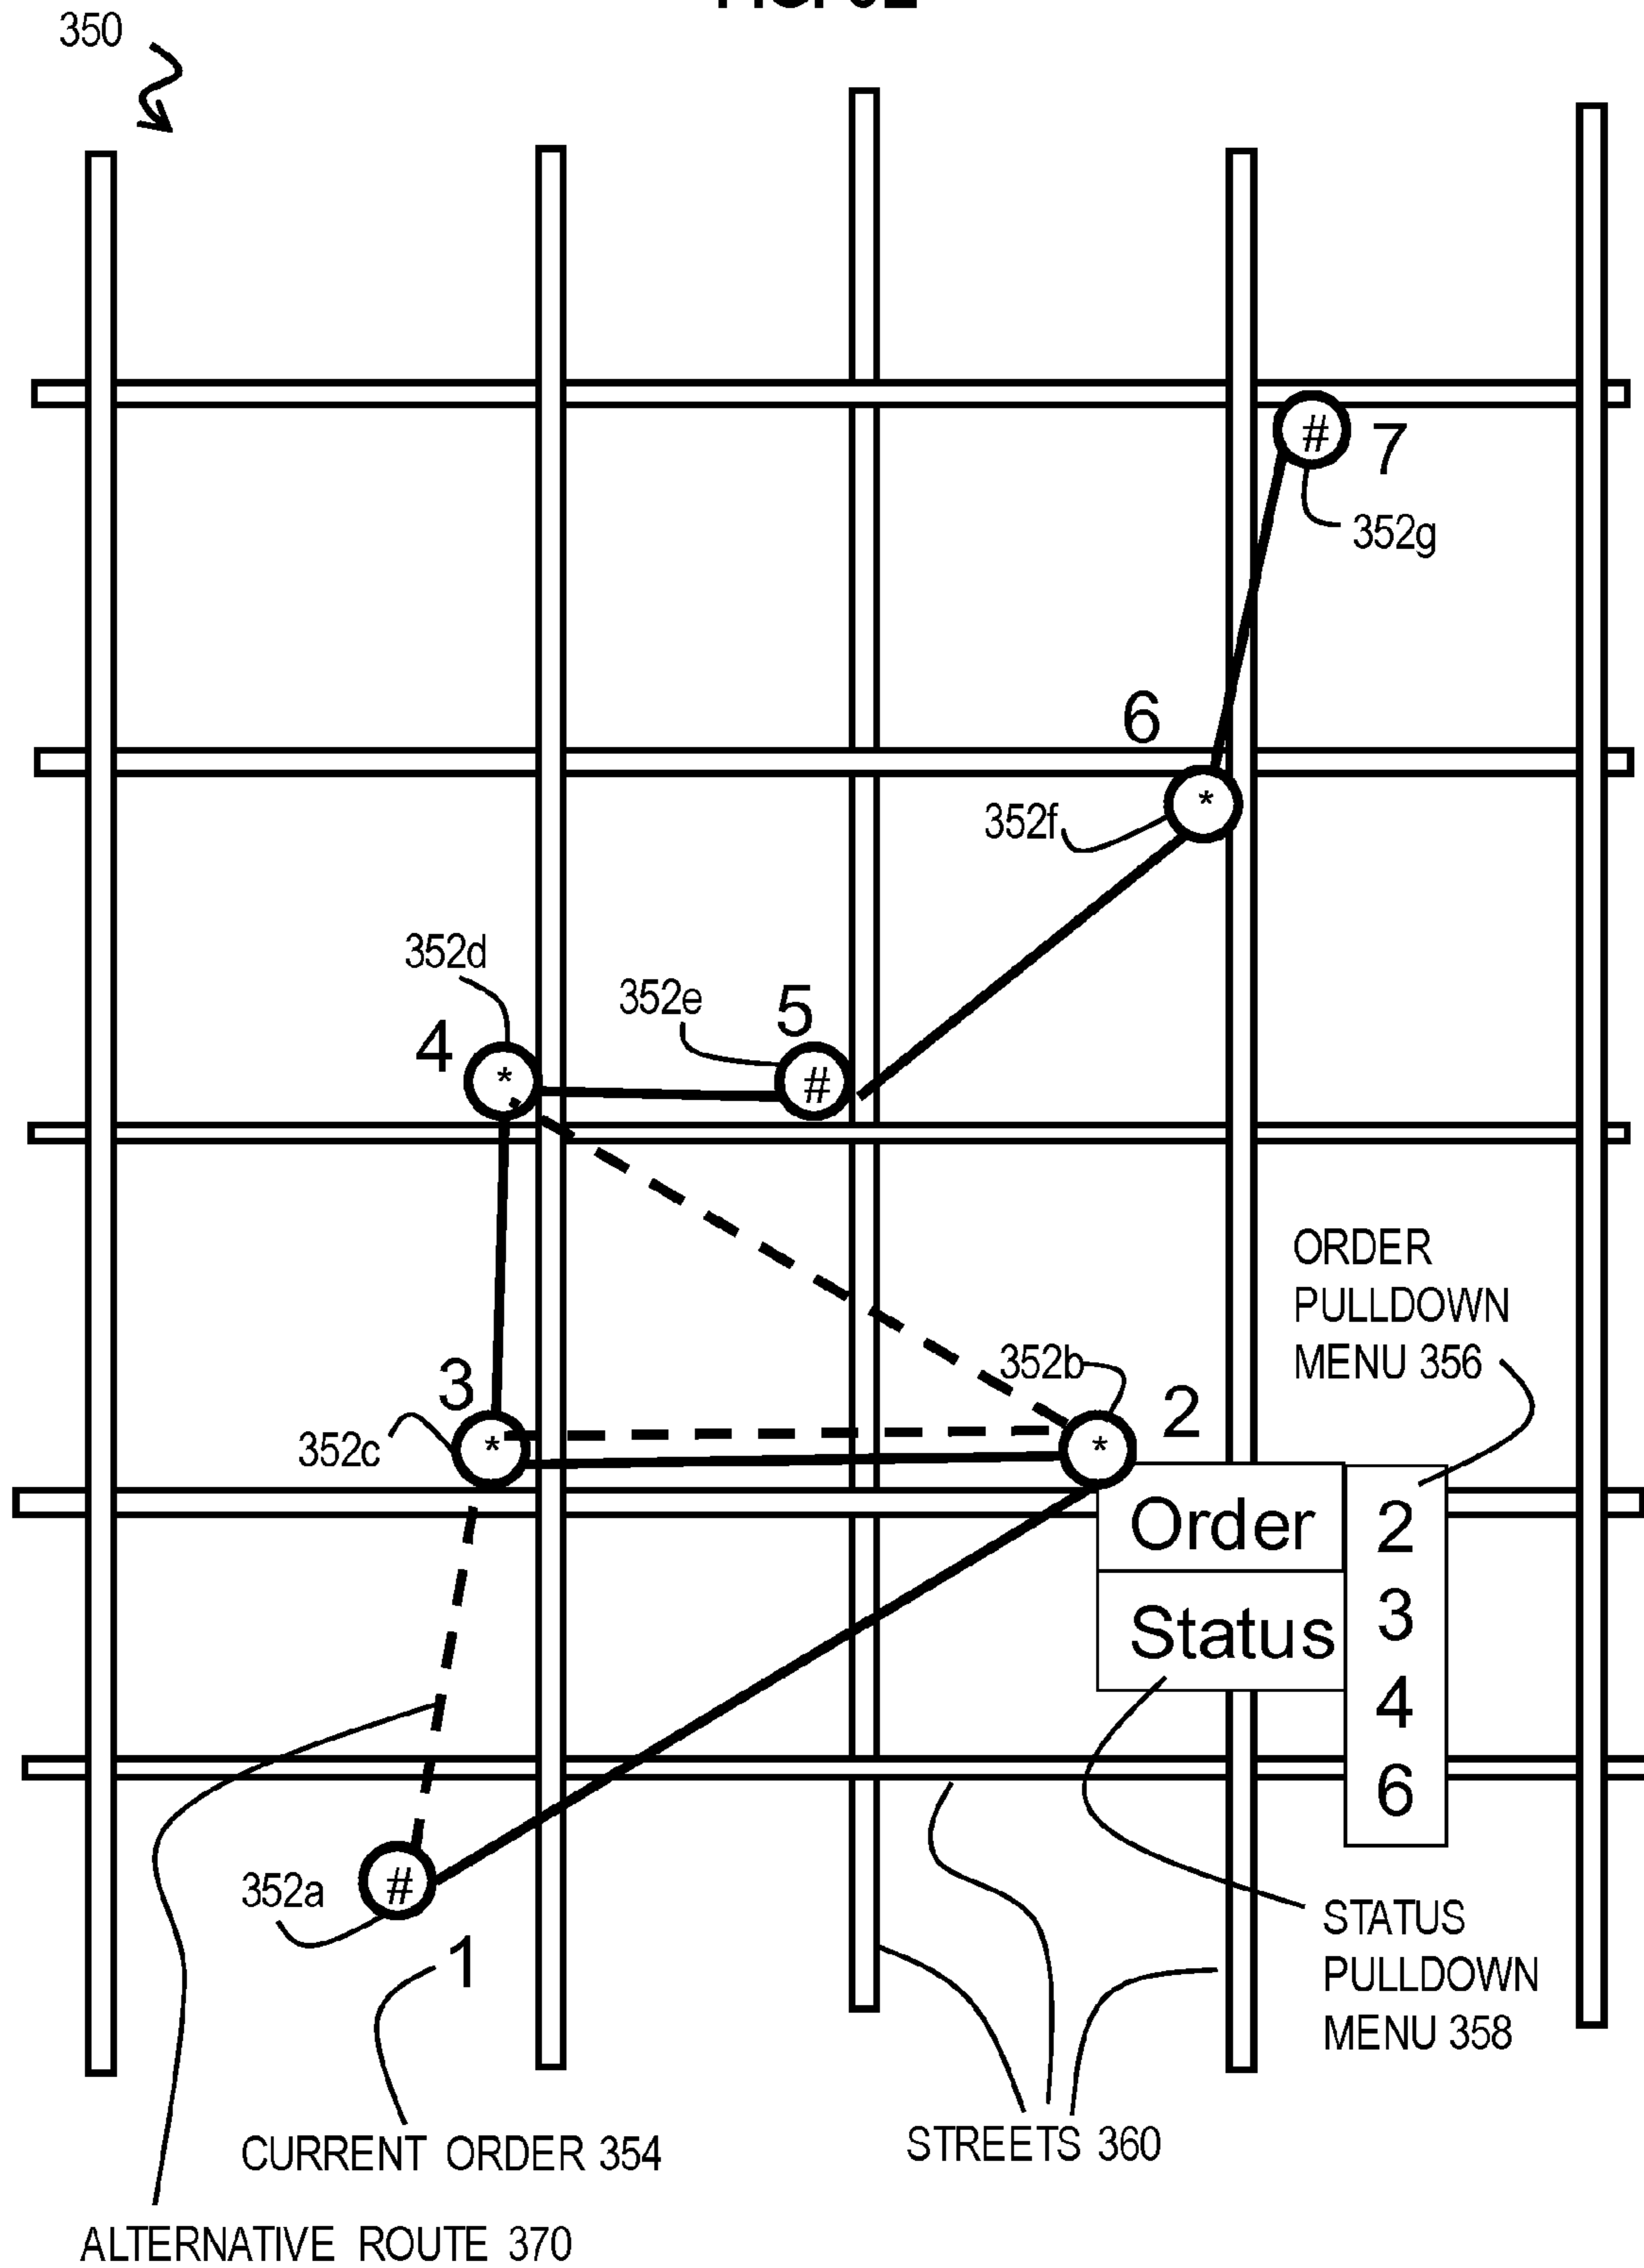 350
#
7
352g
6
*
352f
352d
352e
5
4
*
#
ORDER
PULLDOWN
MENU 356
3
352b
2
352c
*
*
Order
2
3
Status
4
6
352a
#
STATUS
PULLDOWN
MENU 358
1
CURRENT ORDER 354
STREETS 360
ALTERNATIVE ROUTE 370